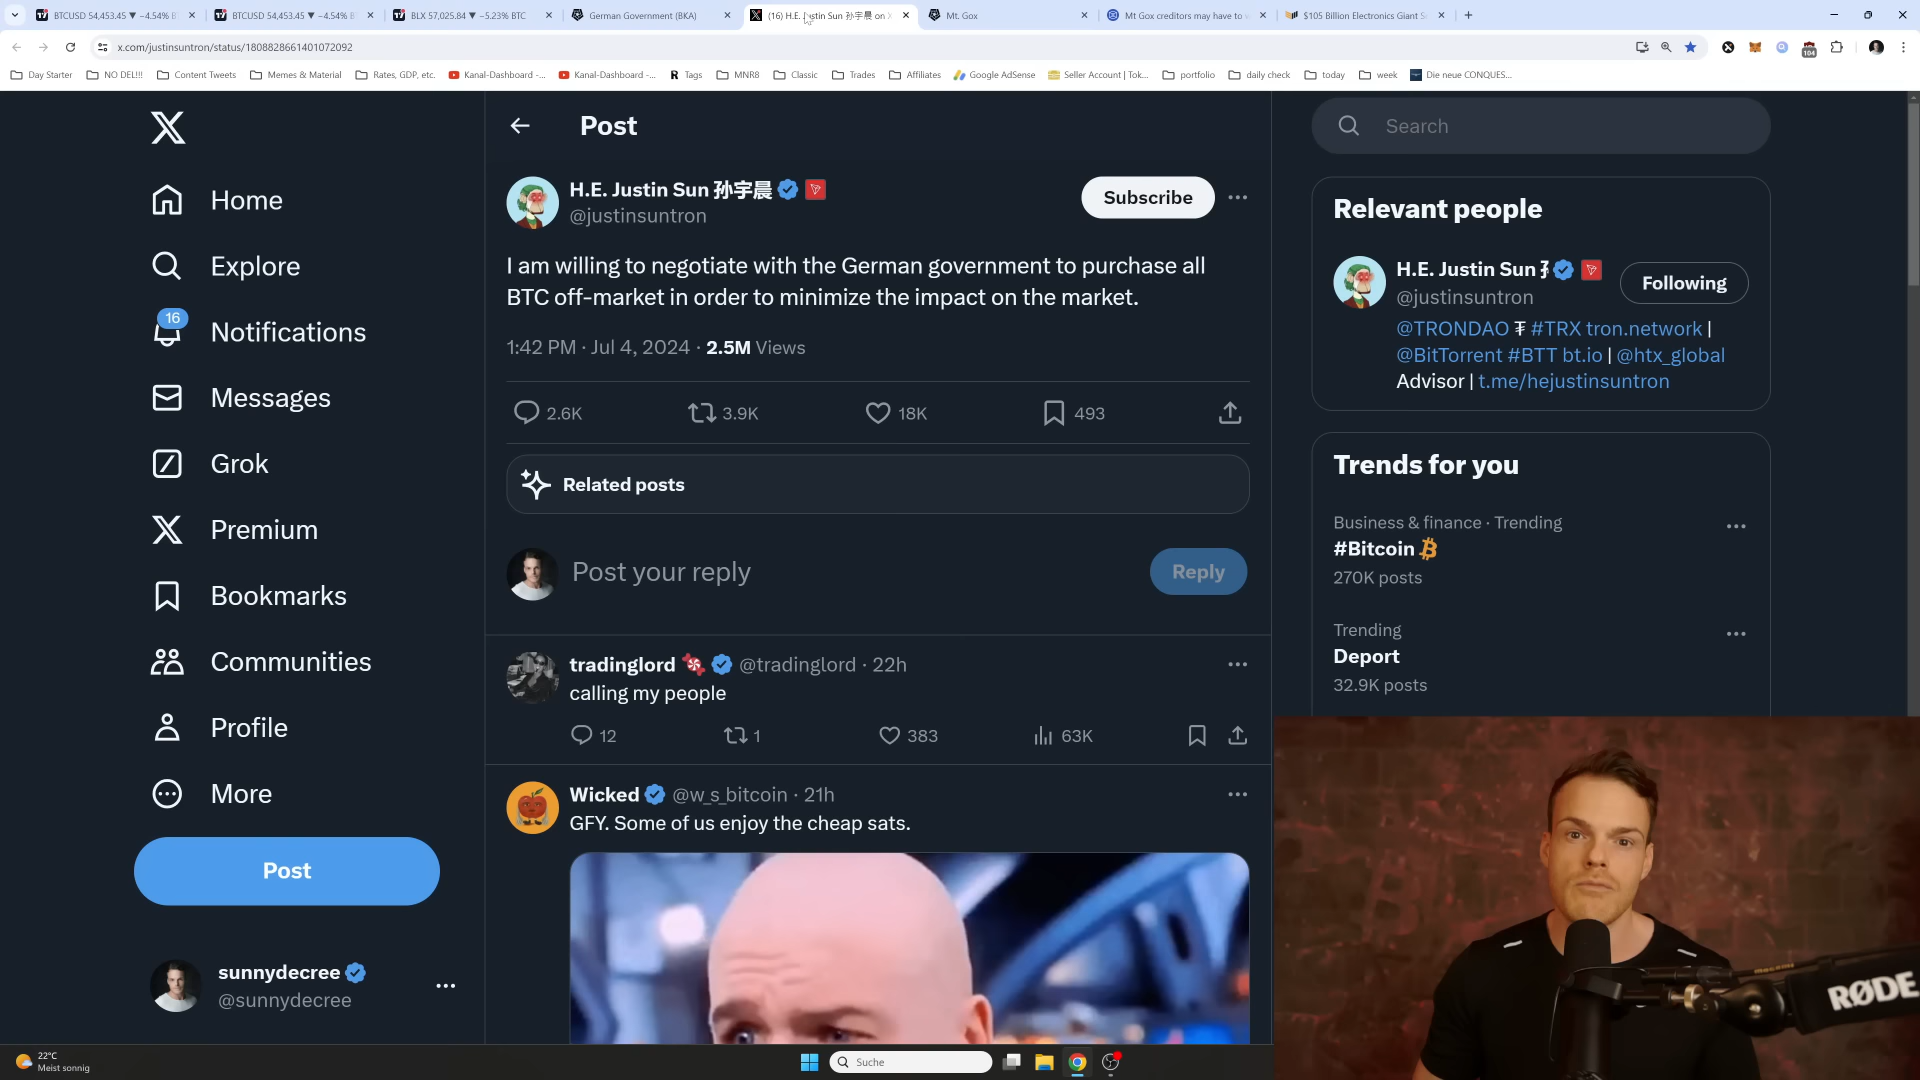 BTCUSD 54,453.45 ▼ −4.54%
BTCUSD 54,453.45 ▼ −4.54%
BLX 57,025.84 ▼ −5.23% BTC
German Government (BKA)
(16) H.E. Justin Sun 孙宇晨 on X
Mt. Gox
Mt Gox creditors may have to
$105 Billion Electronics Giant
x.com/justinsuntron/status/1808828661401072092
104
Day Starter
NO DEL!!!
Content Tweets
Memes & Material
Rates, GDP, etc.
Kanal-Dashboard -...
Kanal-Dashboard -...
Tags
MNR8
Classic
Trades
Affiliates
Google AdSense
Seller Account | Tok...
portfolio
daily check
today
week
Die neue CONQUES...
Home
Explore
16
Notifications
Messages
Grok
Premium
Bookmarks
Communities
Profile
More
Post
sunnydecree
@sunnydecree
Post
H.E. Justin Sun 孙宇晨
@justinsuntron
Subscribe
I am willing to negotiate with the German government to purchase all
BTC off-market in order to minimize the impact on the market.
1:42 PM · Jul 4, 2024 · 2.5M Views
2.6K
3.9K
18K
493
Related posts
Post your reply
Reply
tradinglord @tradinglord · 22h
calling my people
12
1
383
63K
Wicked @w_s_bitcoin · 21h
GFY. Some of us enjoy the cheap sats.
Search
Relevant people
H.E. Justin Sun
@justinsuntron
Following
@TRONDAO ₮ #TRX tron.network |
@BitTorrent #BTT bt.io | @htx_global
Advisor | t.me/hejustinsuntron
Trends for you
Business & finance · Trending
#Bitcoin
270K posts
Trending
Deport
32.9K posts
RØDE
22°C
Meist sonnig
Suche